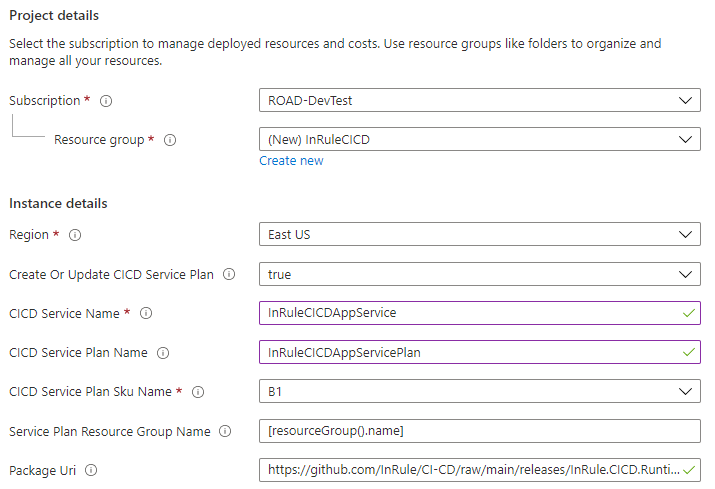 Project details
Select the subscription to manage deployed resources and costs. Use resource groups like folders to organize and
manage all your resources.
Subscription * ROAD-DevTest
Resource group * (New) InRuleCICD
Create new
Instance details
Region * East US
Create Or Update CICD Service Plan true
CICD Service Name * InRuleCICDAppService
CICD Service Plan Name InRuleCICDAppServicePlan
CICD Service Plan Sku Name * B1
Service Plan Resource Group Name [resourceGroup().name]
Package Uri https://github.com/InRule/CI-CD/raw/main/releases/InRule.CICD.Runti...